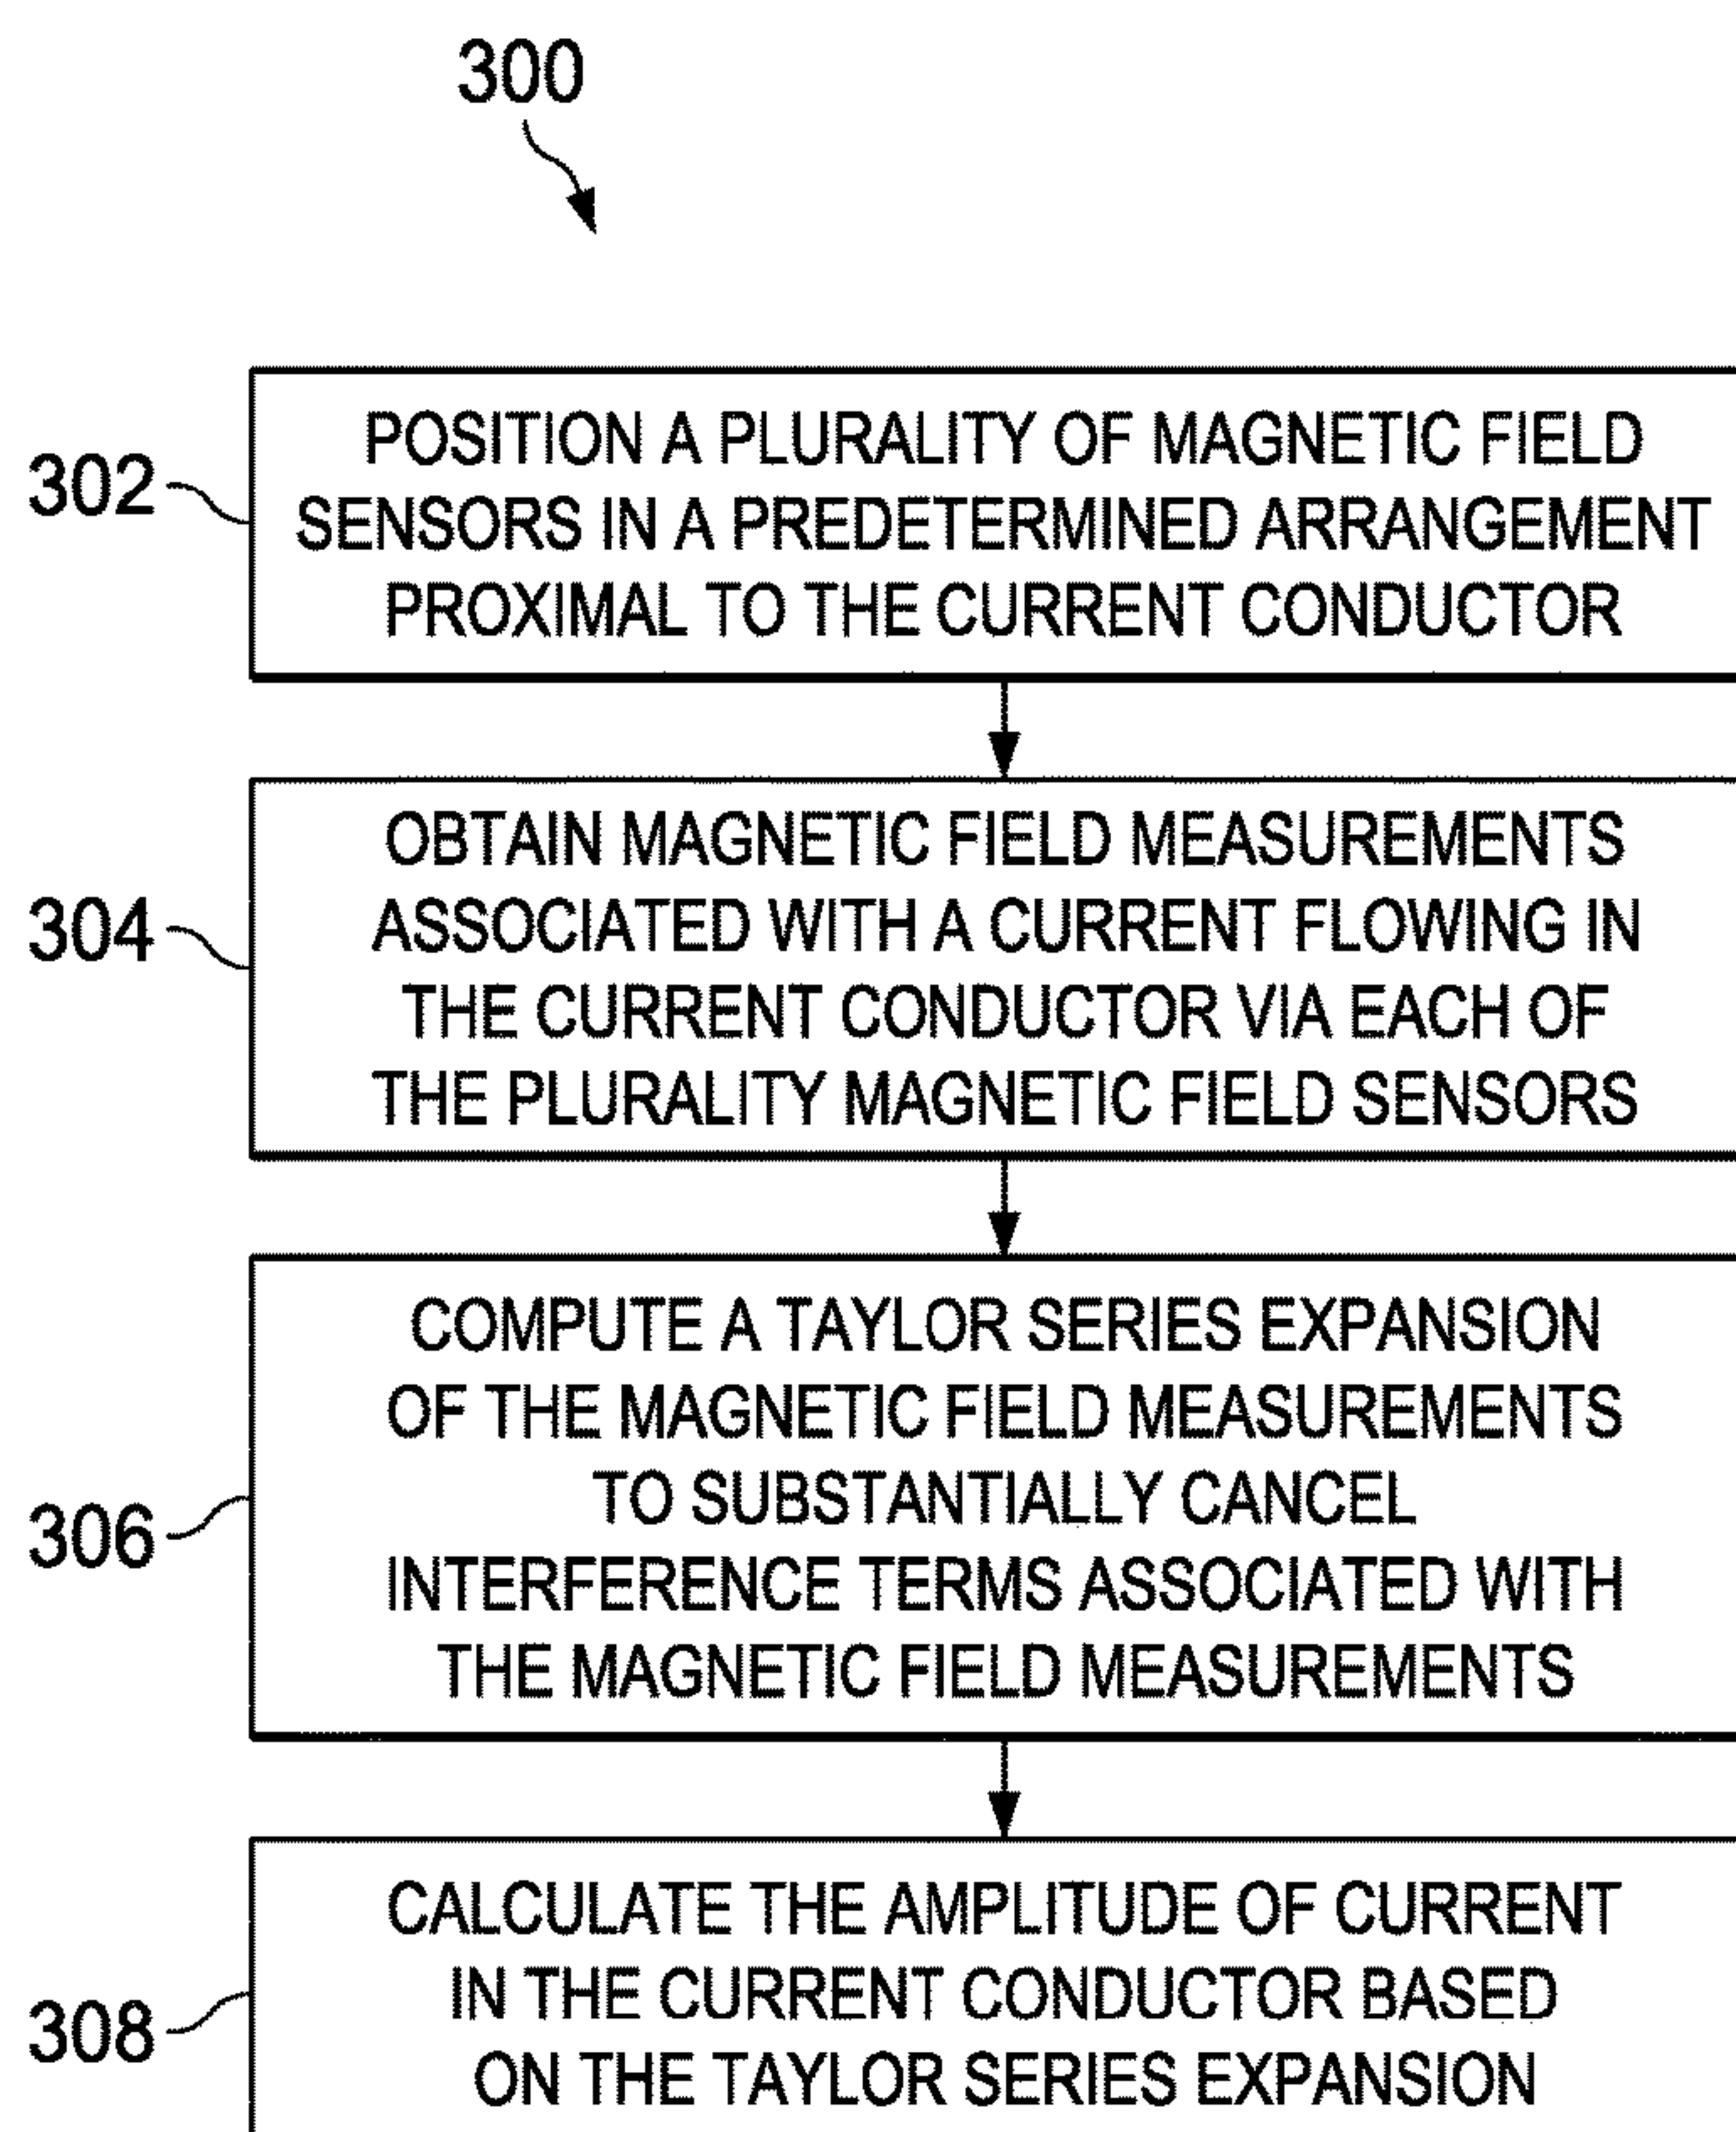 300
302
POSITION A PLURALITY OF MAGNETIC FIELD
SENSORS IN A PREDETERMINED ARRANGEMENT
PROXIMAL TO THE CURRENT CONDUCTOR
304
OBTAIN MAGNETIC FIELD MEASUREMENTS
ASSOCIATED WITH A CURRENT FLOWING IN
THE CURRENT CONDUCTOR VIA EACH OF
THE PLURALITY MAGNETIC FIELD SENSORS
306
COMPUTE A TAYLOR SERIES EXPANSION
OF THE MAGNETIC FIELD MEASUREMENTS
TO SUBSTANTIALLY CANCEL
INTERFERENCE TERMS ASSOCIATED WITH
THE MAGNETIC FIELD MEASUREMENTS
308
CALCULATE THE AMPLITUDE OF CURRENT
IN THE CURRENT CONDUCTOR BASED
ON THE TAYLOR SERIES EXPANSION